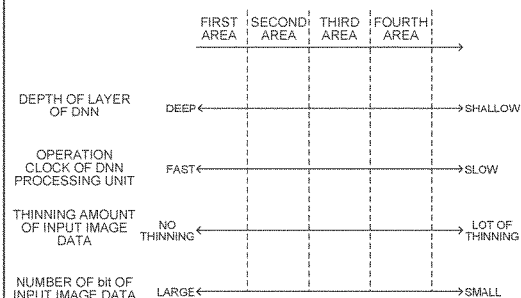 FIRST AREA
SECOND AREA
THIRD AREA
FOURTH AREA
DEPTH OF LAYER
OF DNN
DEEP
SHALLOW
OPERATION
CLOCK OF DNN
PROCESSING UNIT
FAST
SLOW
THINNING AMOUNT
OF INPUT IMAGE
DATA
NO
THINNING
LOT OF
THINNING
NUMBER OF bit OF
INPUT IMAGE DATA
LARGE
SMALL